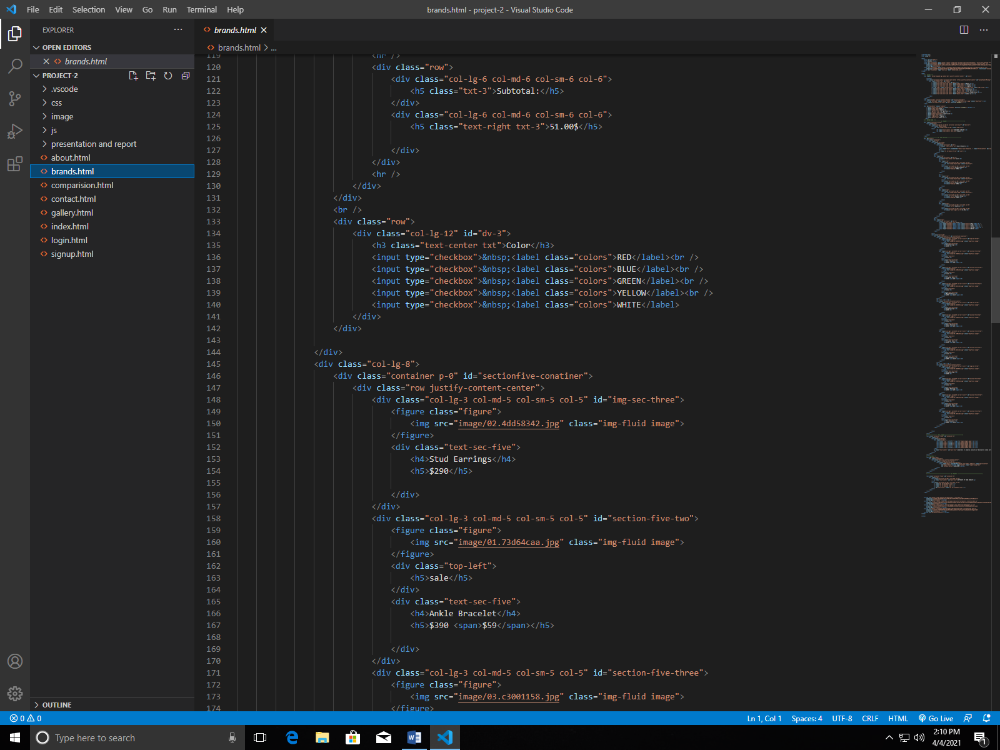 File Edit Selection View Go Run Terminal Help
brands.html - project-2 - Visual Studio Code
EXPLORER
OPEN EDITORS
brands.html
PROJECT-2
.vscode
css
image
js
presentation and report
about.html
brands.html
comparision.html
contact.html
gallery.html
index.html
login.html
signup.html
OUTLINE
brands.html
brands.html > ...
119 <hr />
120 <div class="row">
121 <div class="col-lg-6 col-md-6 col-sm-6 col-6">
122 <h5 class="txt-3">Subtotal:</h5>
123 </div>
124 <div class="col-lg-6 col-md-6 col-sm-6 col-6">
125 <h5 class="text-right txt-3">51.00$</h5>
126
127 </div>
128 </div>
129 <hr />
130 </div>
131 </div>
132 <br />
133 <div class="row">
134 <div class="col-lg-12" id="dv-3">
135 <h3 class="text-center txt">Color</h3>
136 <input type="checkbox">&nbsp;<label class="colors">RED</label><br />
137 <input type="checkbox">&nbsp;<label class="colors">BLUE</label><br />
138 <input type="checkbox">&nbsp;<label class="colors">GREEN</label><br />
139 <input type="checkbox">&nbsp;<label class="colors">YELLOW</label><br />
140 <input type="checkbox">&nbsp;<label class="colors">WHITE</label>
141 </div>
142 </div>
143
144 </div>
145 <div class="col-lg-8">
146 <div class="container p-0" id="sectionfive-conatiner">
147 <div class="row justify-content-center">
148 <div class="col-lg-3 col-md-5 col-sm-5 col-5" id="img-sec-three">
149 <figure class="figure">
150 <img src="image/02.4dd58342.jpg" class="img-fluid image">
151 </figure>
152 <div class="text-sec-five">
153 <h4>Stud Earrings</h4>
154 <h5>$290</h5>
155
156 </div>
157 </div>
158 <div class="col-lg-3 col-md-5 col-sm-5 col-5" id="section-five-two">
159 <figure class="figure">
160 <img src="image/01.73d64caa.jpg" class="img-fluid image">
161 </figure>
162 <div class="top-left">
163 <h5>sale</h5>
164 </div>
165 <div class="text-sec-five">
166 <h4>Ankle Bracelet</h4>
167 <h5>$390 <span>$59</span></h5>
168
169 </div>
170 </div>
171 <div class="col-lg-3 col-md-5 col-sm-5 col-5" id="section-five-three">
172 <figure class="figure">
173 <img src="image/03.c3001158.jpg" class="img-fluid image">
174 </figure>
0 0
Ln 1, Col 1 Spaces: 4 UTF-8 CRLF HTML Go Live
Type here to search
2:10 PM
4/4/2021
1